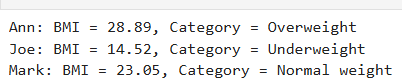 Ann: BMI = 28.89, Category = Overweight
Joe: BMI = 14.52, Category = Underweight
Mark: BMI = 23.05, Category = Normal weight